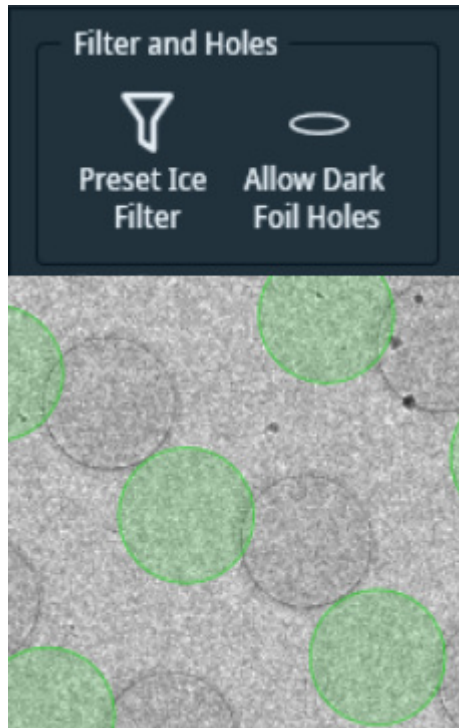 Filter and Holes
Preset Ice
Filter
Allow Dark
Foil Holes